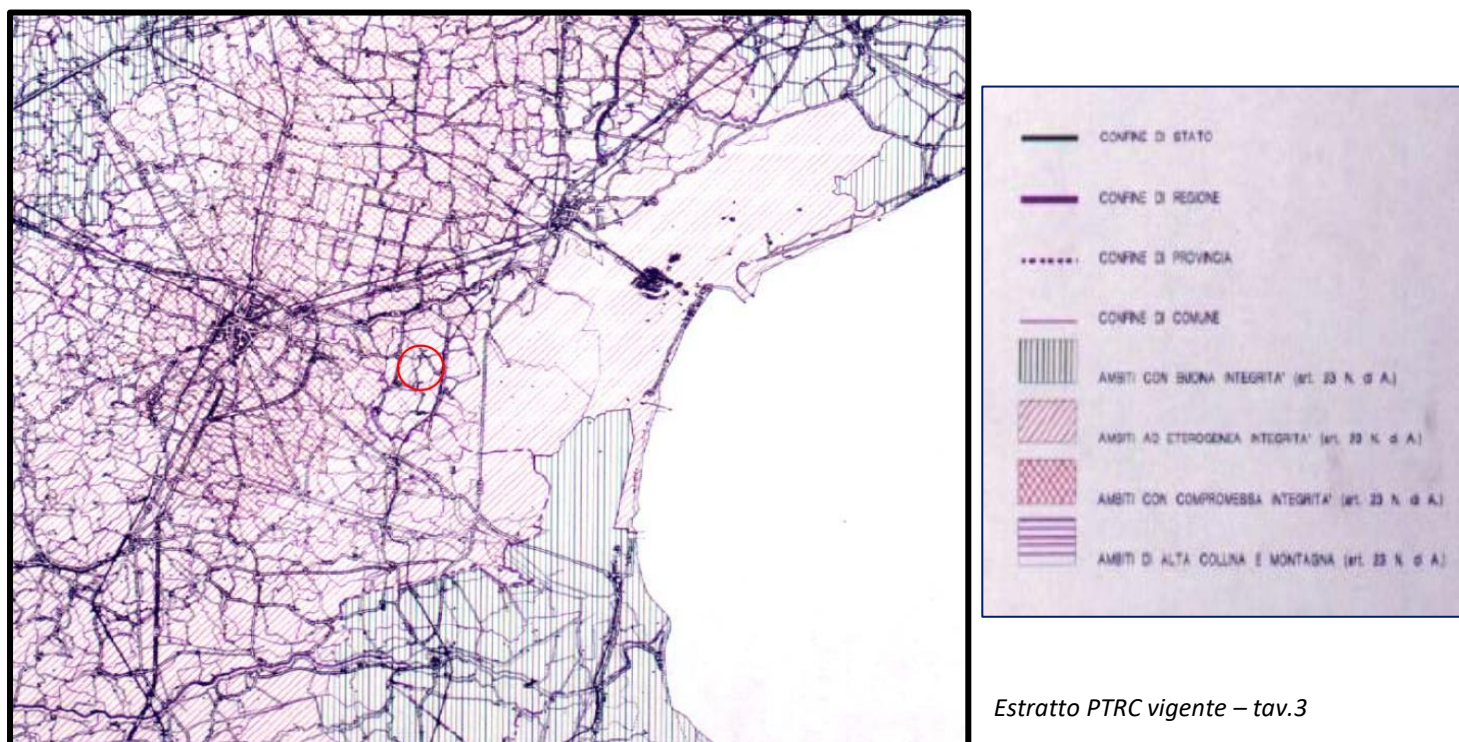 CONFINE DI STATO
CONFINE DI REGIONE
CONFINE DI PROVINCIA
CONFINE DI COMUNE
AMBITI CON BUONA INTEGRITA' (art. 23 N. di A.)
AMBITI AD ETEROGENEA INTEGRITA' (art. 23 N. di A.)
AMBITI CON COMPROMESSA INTEGRITA' (art. 23 N. di A.)
AMBITI DI ALTA COLLINA E MONTAGNA (art. 23 N. di A.)
Estratto PTRC vigente – tav.3